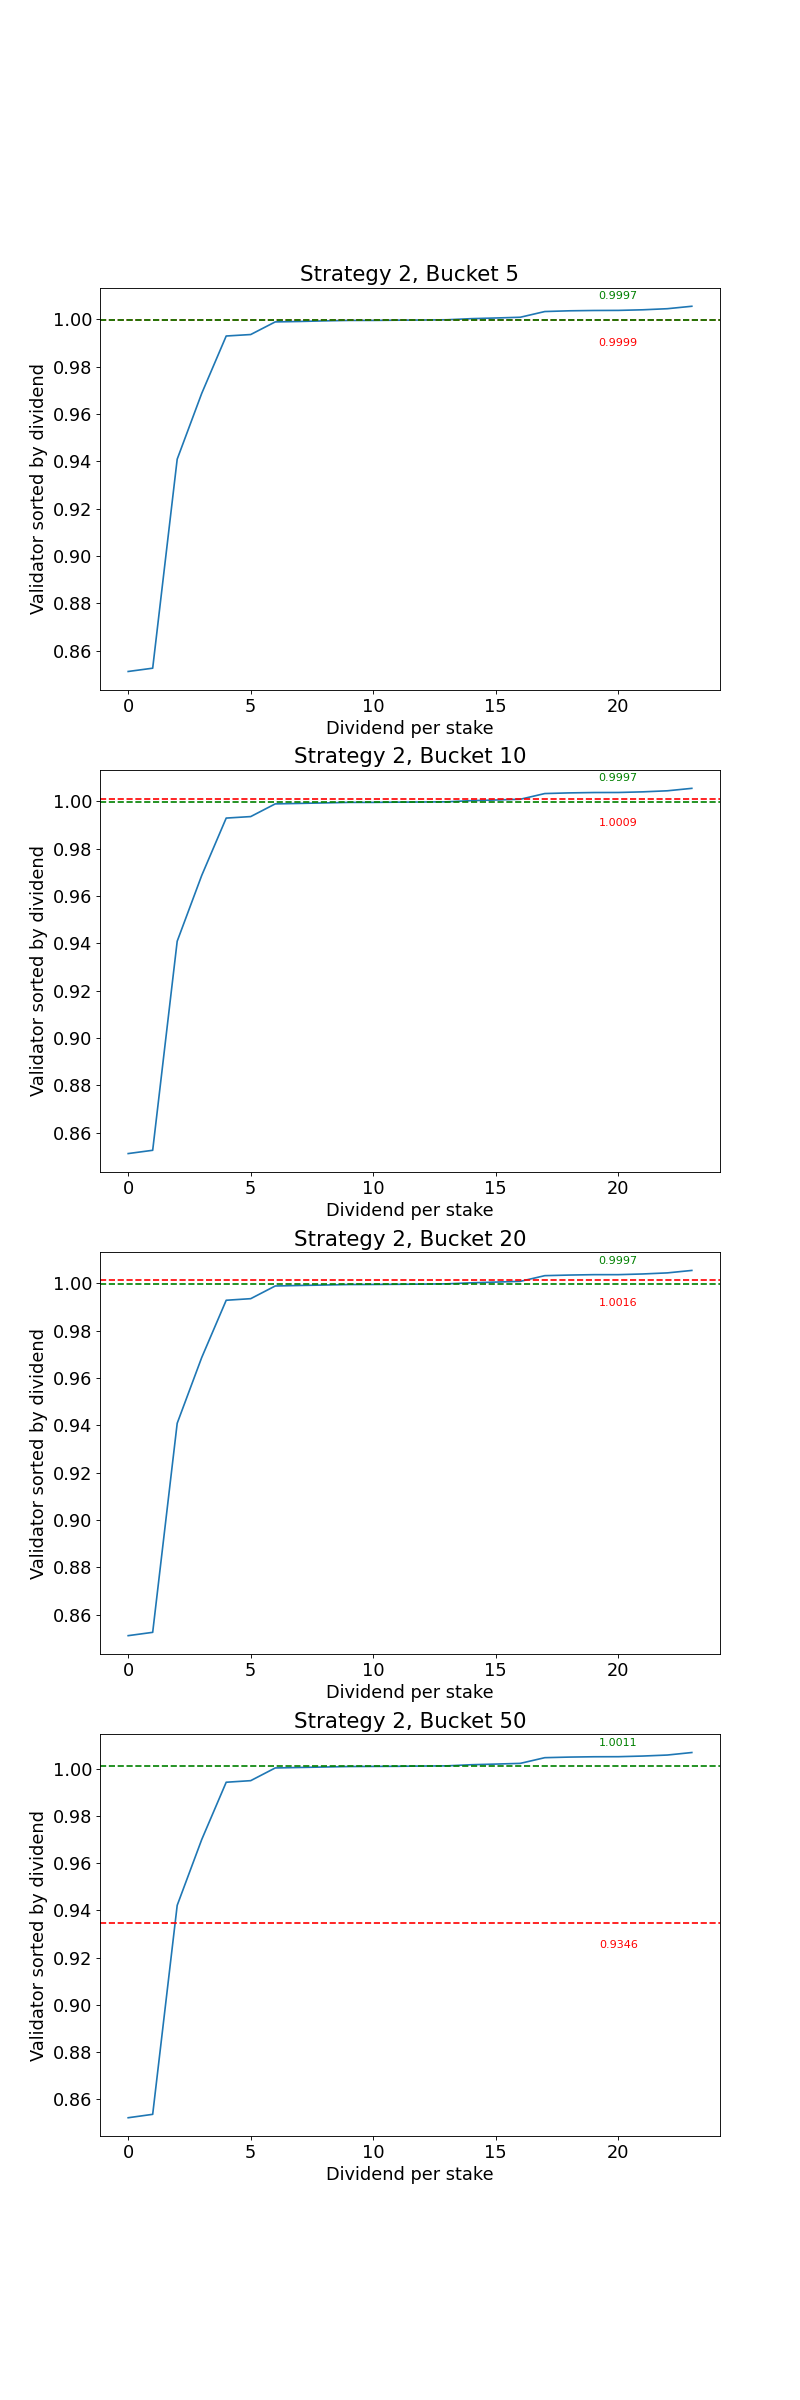 Strategy 2, Bucket 5
0.9997
1.00
0.9999
0.98
0.96
0.94
0.92
0.90
0.88
0.86
Validator sorted by dividend
0 5 10 15 20
Dividend per stake
Strategy 2, Bucket 10
0.9997
1.00
1.0009
0.98
0.96
0.94
0.92
0.90
0.88
0.86
Validator sorted by dividend
0 5 10 15 20
Dividend per stake
Strategy 2, Bucket 20
0.9997
1.00
1.0016
0.98
0.96
0.94
0.92
0.90
0.88
0.86
Validator sorted by dividend
0 5 10 15 20
Dividend per stake
Strategy 2, Bucket 50
1.0011
1.00
0.98
0.96
0.94
0.9346
0.92
0.90
0.88
0.86
Validator sorted by dividend
0 5 10 15 20
Dividend per stake